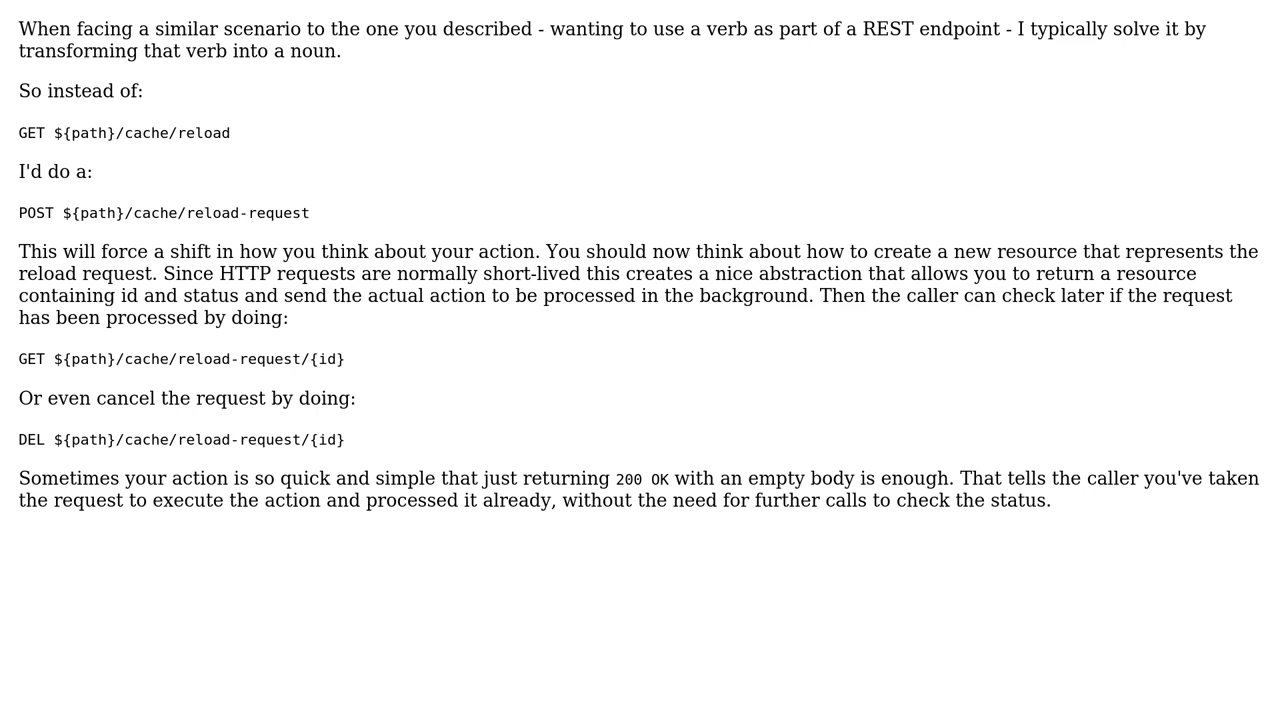 When facing a similar scenario to the one you described - wanting to use a verb as part of a REST endpoint - I typically solve it by
transforming that verb into a noun.
So instead of:
GET ${path}/cache/reload
I'd do a:
POST ${path}/cache/reload-request
This will force a shift in how you think about your action. You should now think about how to create a new resource that represents the
reload request. Since HTTP requests are normally short-lived this creates a nice abstraction that allows you to return a resource
containing id and status and send the actual action to be processed in the background. Then the caller can check later if the request
has been processed by doing:
GET ${path}/cache/reload-request/{id}
Or even cancel the request by doing:
DEL ${path}/cache/reload-request/{id}
Sometimes your action is so quick and simple that just returning 200 OK with an empty body is enough. That tells the caller you've taken
the request to execute the action and processed it already, without the need for further calls to check the status.